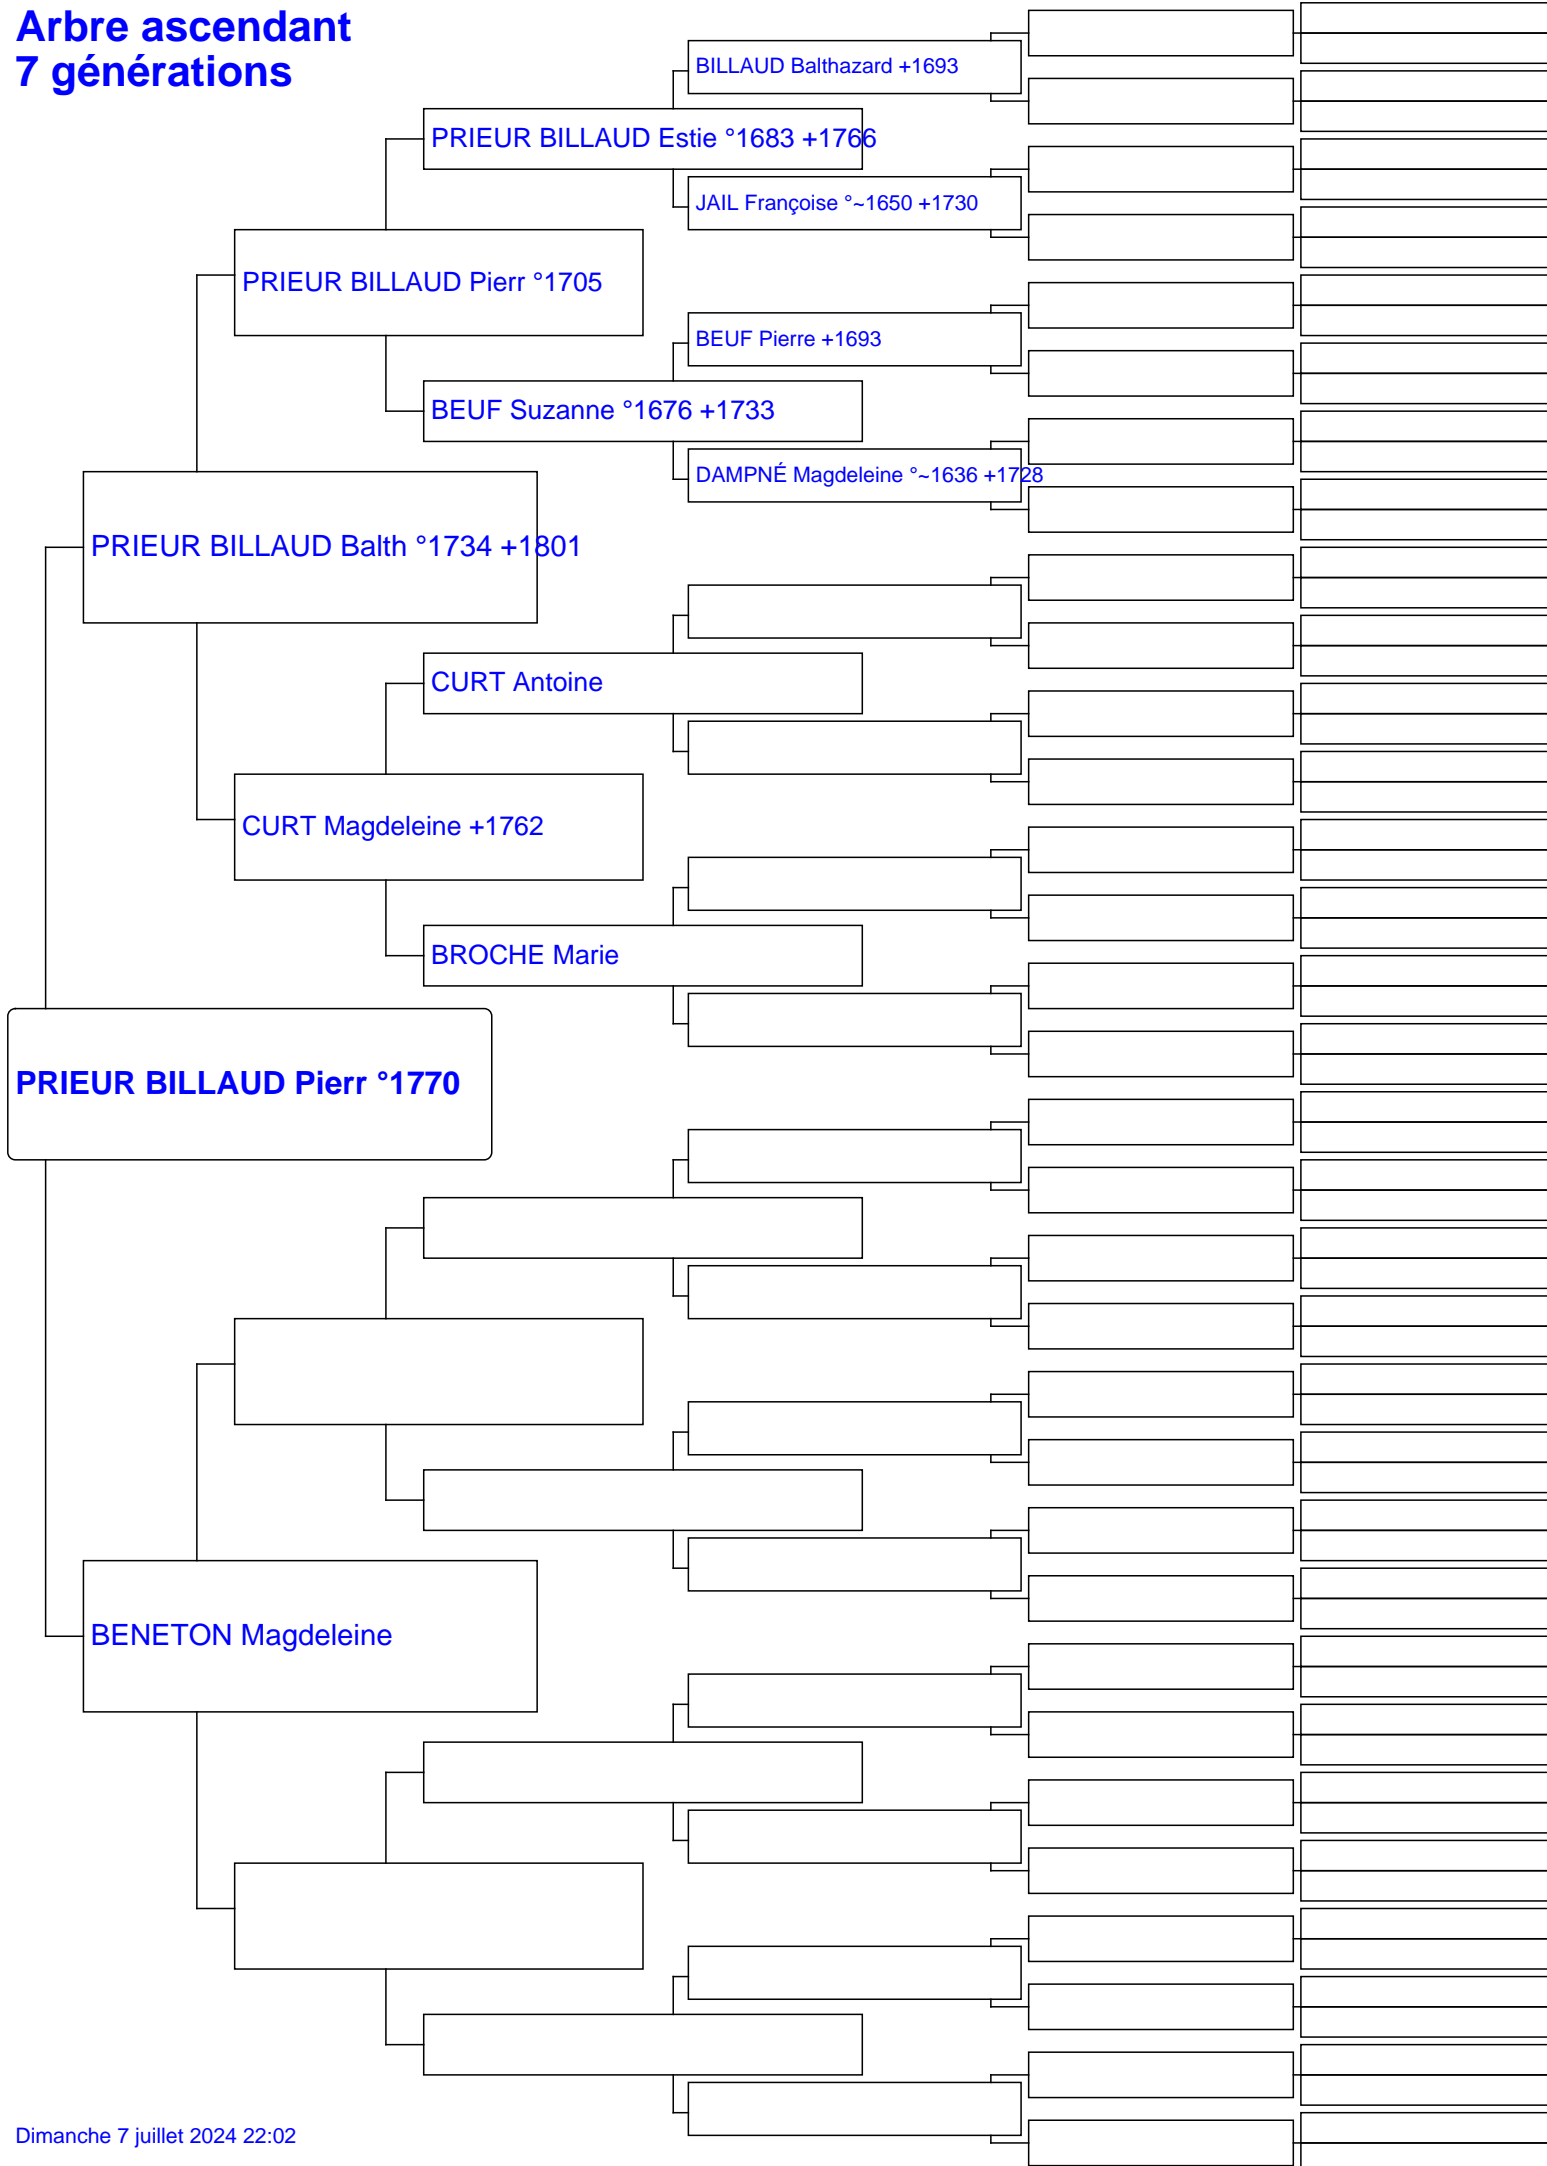 Arbre ascendant
7 générations
BILLAUD Balthazard +1693
PRIEUR BILLAUD Estie °1683 +1766
JAIL Françoise °~1650 +1730
PRIEUR BILLAUD Pierr °1705
BEUF Pierre +1693
BEUF Suzanne °1676 +1733
DAMPNÉ Magdeleine °~1636 +1728
PRIEUR BILLAUD Balth °1734 +1801
CURT Antoine
CURT Magdeleine +1762
BROCHE Marie
PRIEUR BILLAUD Pierr °1770
BENETON Magdeleine
Dimanche 7 juillet 2024 22:02